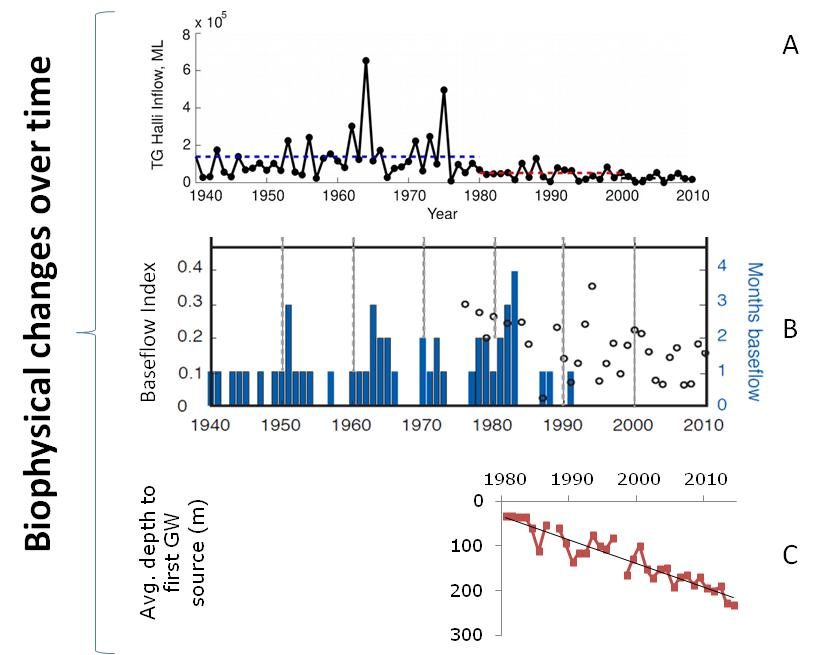 Biophysical changes over time
A
x 10⁵
TG Halli Inflow, ML
8
6
4
2
0
1940 1950 1960 1970 1980 1990 2000 2010
Year
B
Baseflow Index
0.4
0.3
0.2
0.1
0
Months baseflow
4
3
2
1
0
1940 1950 1960 1970 1980 1990 2000 2010
C
Avg. depth to
first GW
source (m)
1980 1990 2000 2010
0
100
200
300